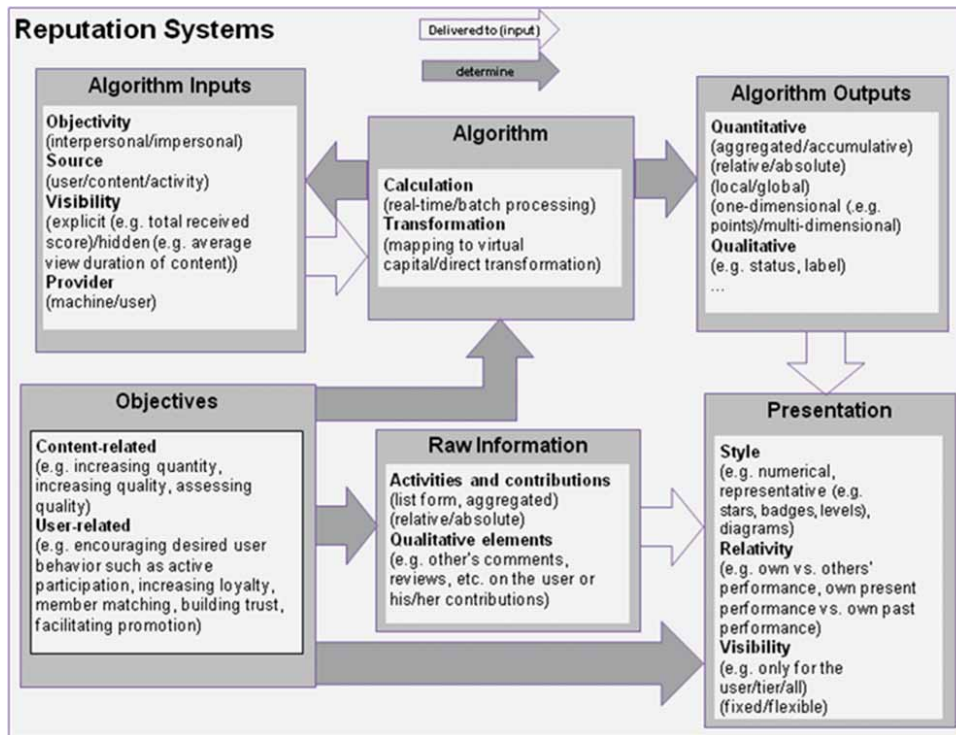 Reputation Systems
Delivered to (input)
determine
Algorithm Inputs
Objectivity
(interpersonal/impersonal)
Source
(user/content/activity)
Visibility
(explicit (e.g. total received
score)/hidden (e.g. average
view duration of content))
Provider
(machine/user)
Algorithm
Calculation
(real-time/batch processing)
Transformation
(mapping to virtual
capital/direct transformation)
Algorithm Outputs
Quantitative
(aggregated/accumulative)
(relative/absolute)
(local/global)
(one-dimensional (.e.g.
points)/multi-dimensional)
Qualitative
(e.g. status, label)
...
Objectives
Content-related
(e.g. increasing quantity,
increasing quality, assessing
quality)
User-related
(e.g. encouraging desired user
behavior such as active
participation, increasing loyalty,
member matching, building trust,
facilitating promotion)
Raw Information
Activities and contributions
(list form, aggregated)
(relative/absolute)
Qualitative elements
(e.g. other's comments,
reviews, etc. on the user or
his/her contributions)
Presentation
Style
(e.g. numerical,
representative (e.g.
stars, badges, levels),
diagrams)
Relativity
(e.g. own vs. others'
performance, own present
performance vs. own past
performance)
Visibility
(e.g. only for the
user/tier/all)
(fixed/flexible)